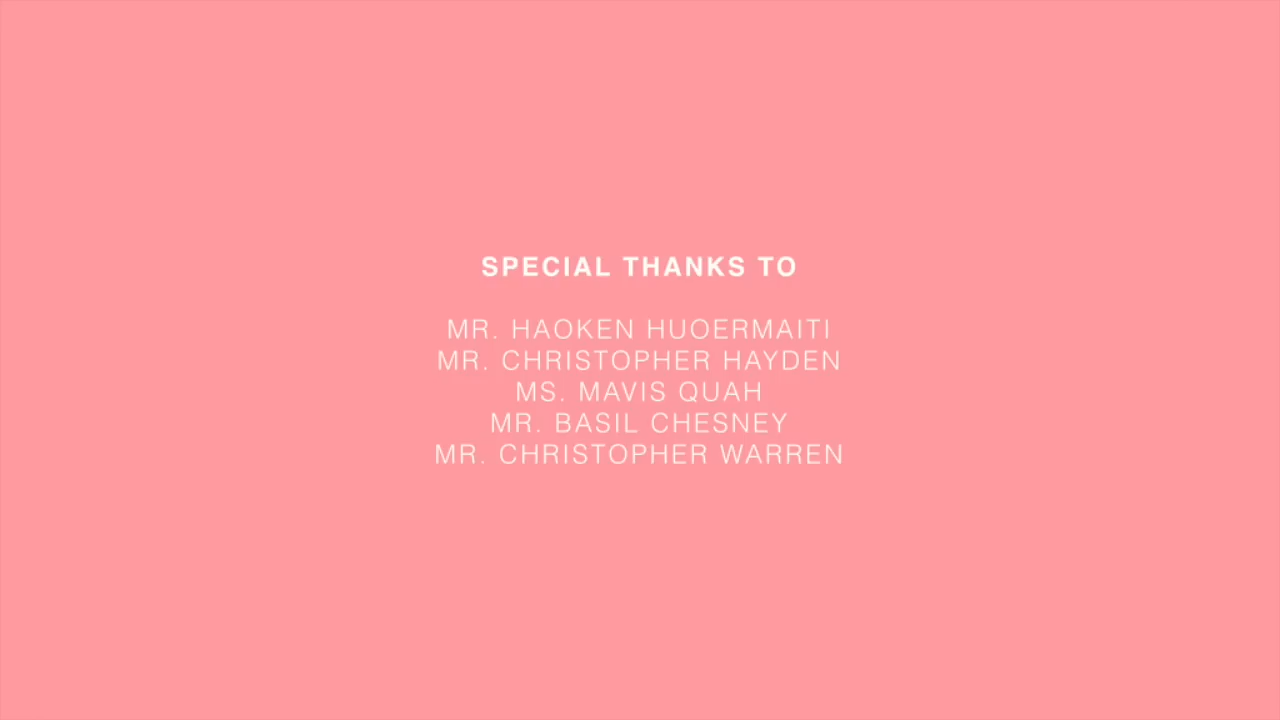 SPECIAL THANKS TO
MR. HAOKEN HUOERMAITI
MR. CHRISTOPHER HAYDEN
MS. MAVIS QUAH
MR. BASIL CHESNEY
MR. CHRISTOPHER WARREN